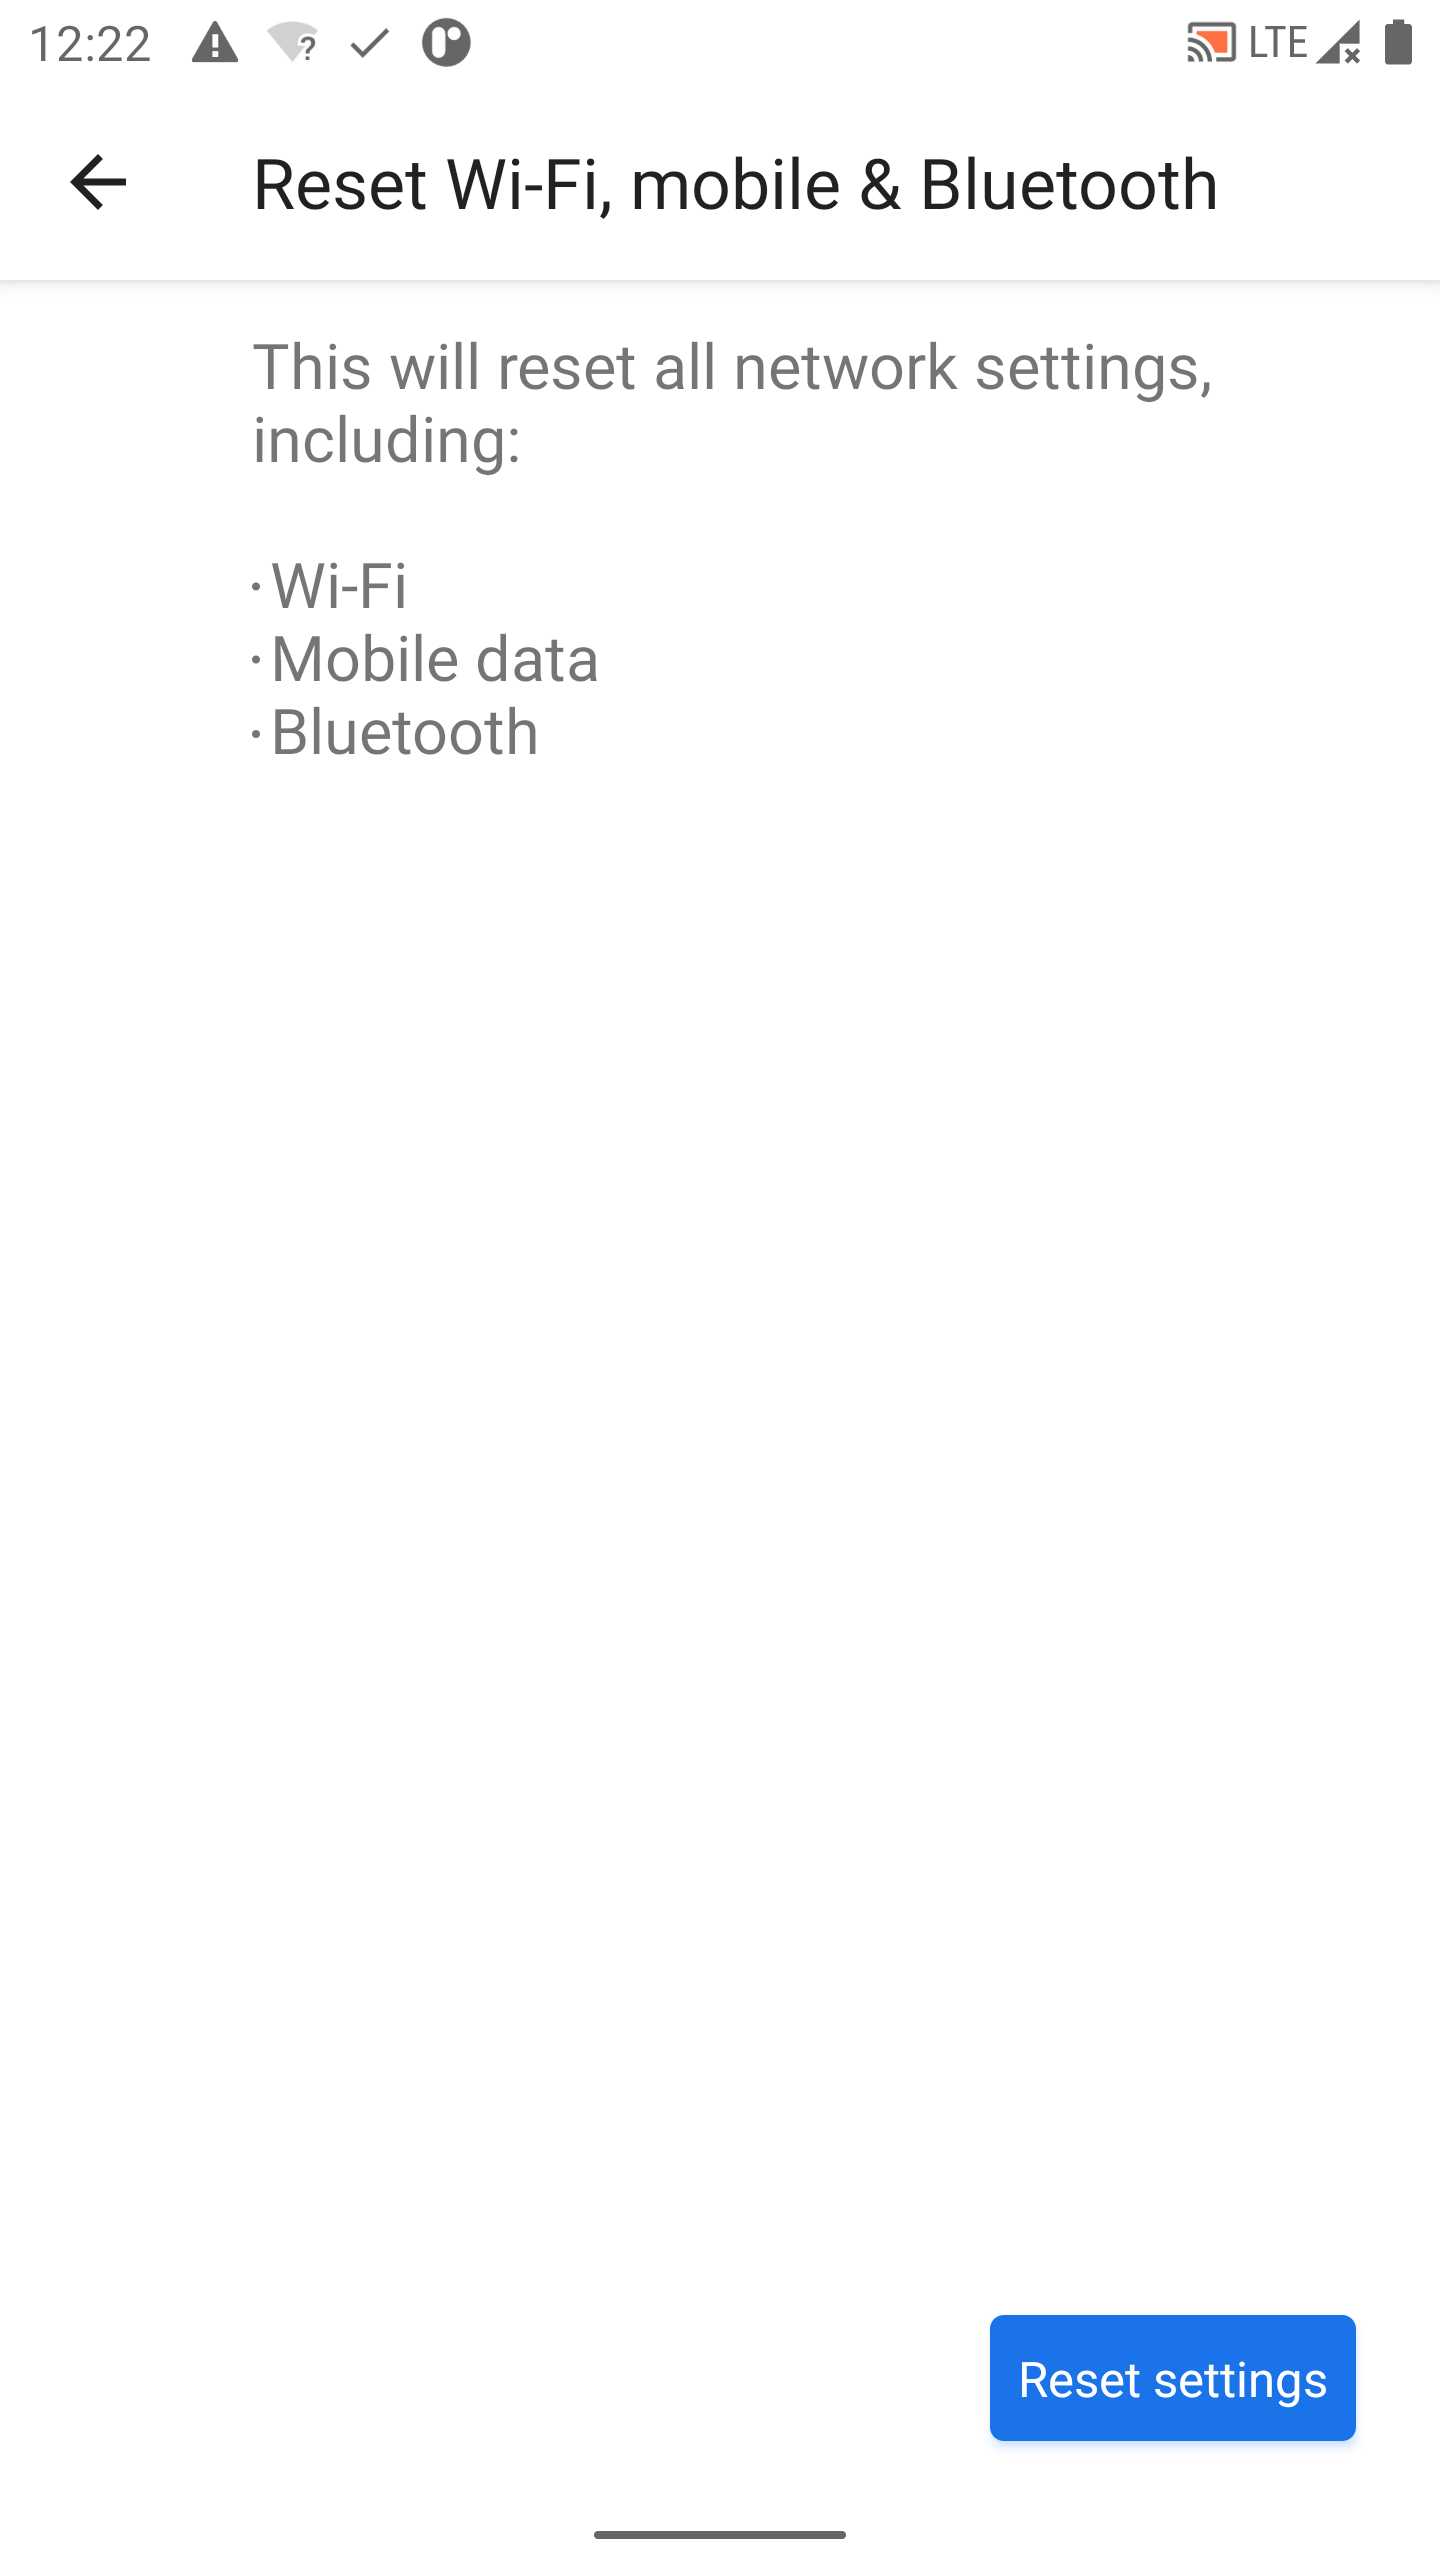 12:22
LTE
Reset Wi-Fi, mobile & Bluetooth
This will reset all network settings,
including:
·Wi-Fi
·Mobile data
·Bluetooth
Reset settings